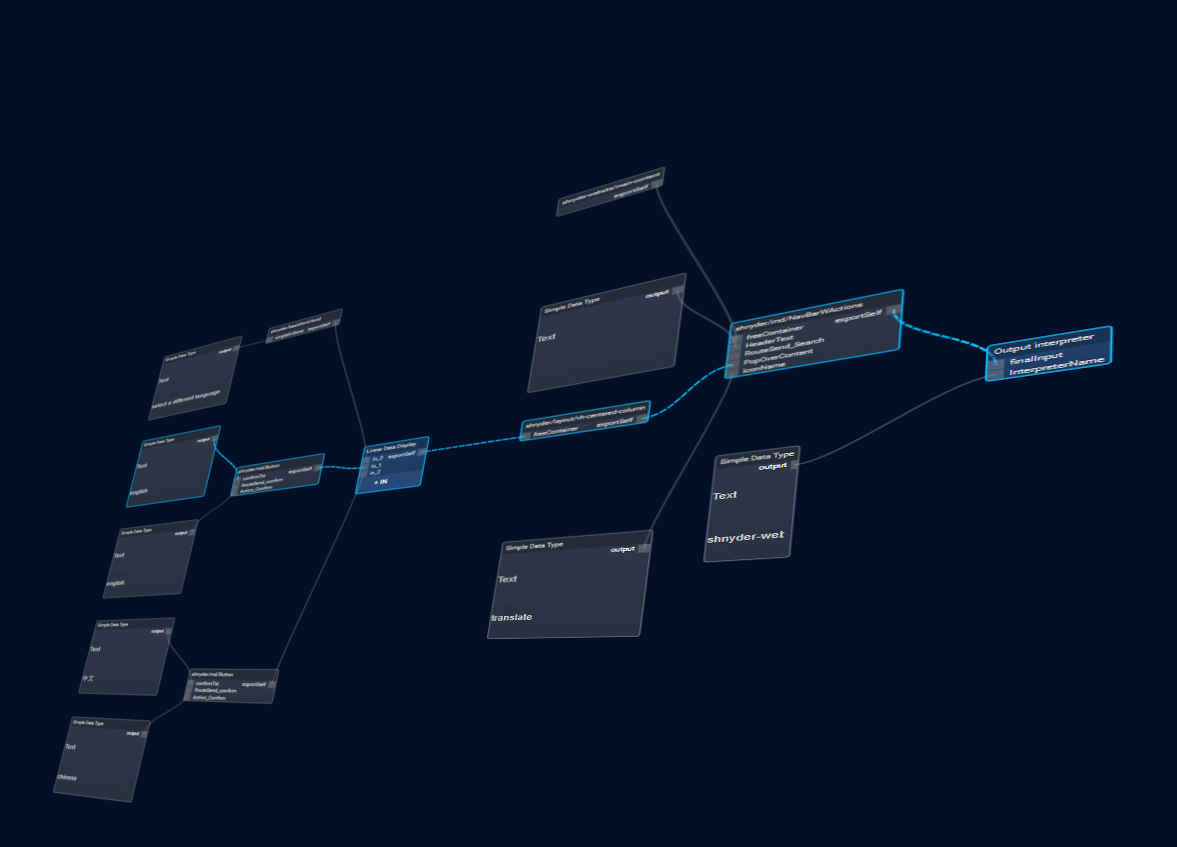 shnyder-website/main-content
exportSelf
Simple Data Type
output
Text
shnyder/md/NavBarWActions
exportSelf
freeContainer
HeaderText
RouteSend_Search
PopOverContent
iconName
Output interpreter
finalInput
InterpreterName
exportSelf
Simple Data Type
output
Text
select a different language
shnyder/layout/vh-centered-column
exportSelf
freeContainer
Simple Data Type
output
Text
english
shnyder/md/Button
exportSelf
confirmTxt
RouteSend_confirm
Action_Confirm
Linear Data Display
in_0 exportSelf
in_1
in_2
+ IN
Simple Data Type
output
Text
shnyder-wet
Simple Data Type
output
Text
english
Simple Data Type
output
Text
translate
Simple Data Type
output
Text
中文
shnyder/md/Button
confirmTxt exportSelf
RouteSend_confirm
Action_Confirm
Simple Data Type
output
Text
chinese